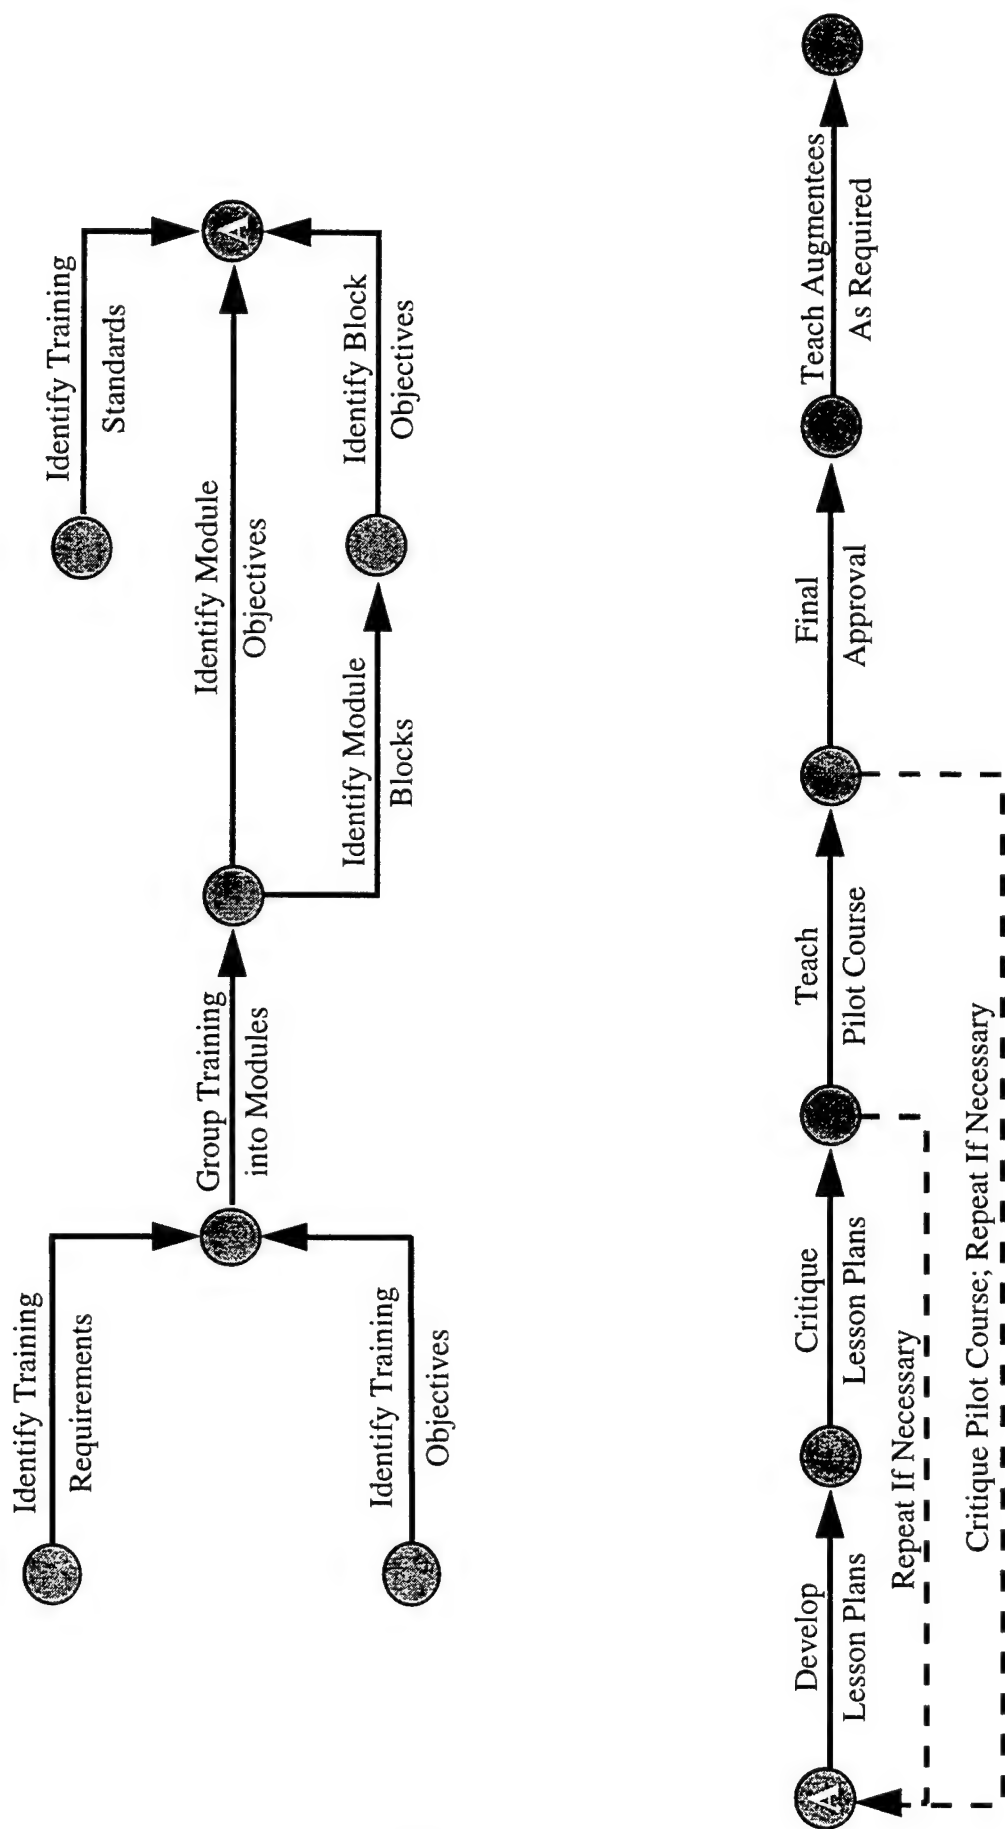 Identify Training
Requirements
Identify Training
Objectives
Group Training
into Modules
Identify Module
Objectives
Identify Module
Blocks
Identify Training
Standards
Identify Block
Objectives
A
A
Develop
Lesson Plans
Critique
Lesson Plans
Repeat If Necessary
Teach
Pilot Course
Critique Pilot Course; Repeat If Necessary
Final
Approval
Teach Augmentees
As Required